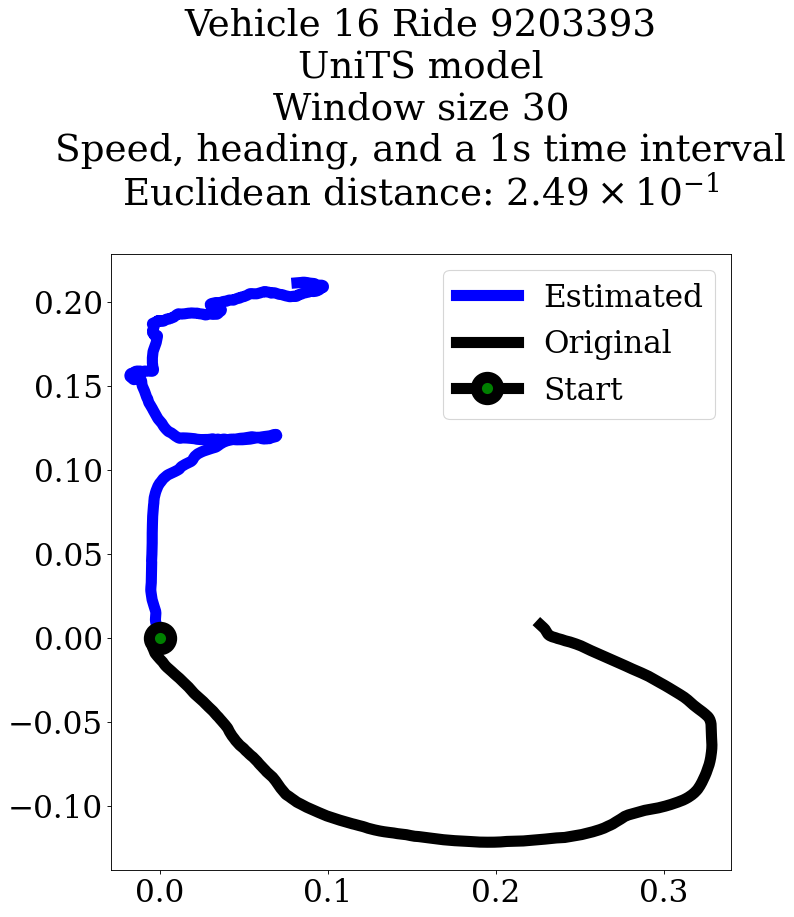 Vehicle 16 Ride 9203393
UniTS model
Window size 30
Speed, heading, and a 1s time interval
Euclidean distance: 2.49 × 10⁻¹
Estimated
Original
Start
0.20
0.15
0.10
0.05
0.00
−0.05
−0.10
0.0 0.1 0.2 0.3